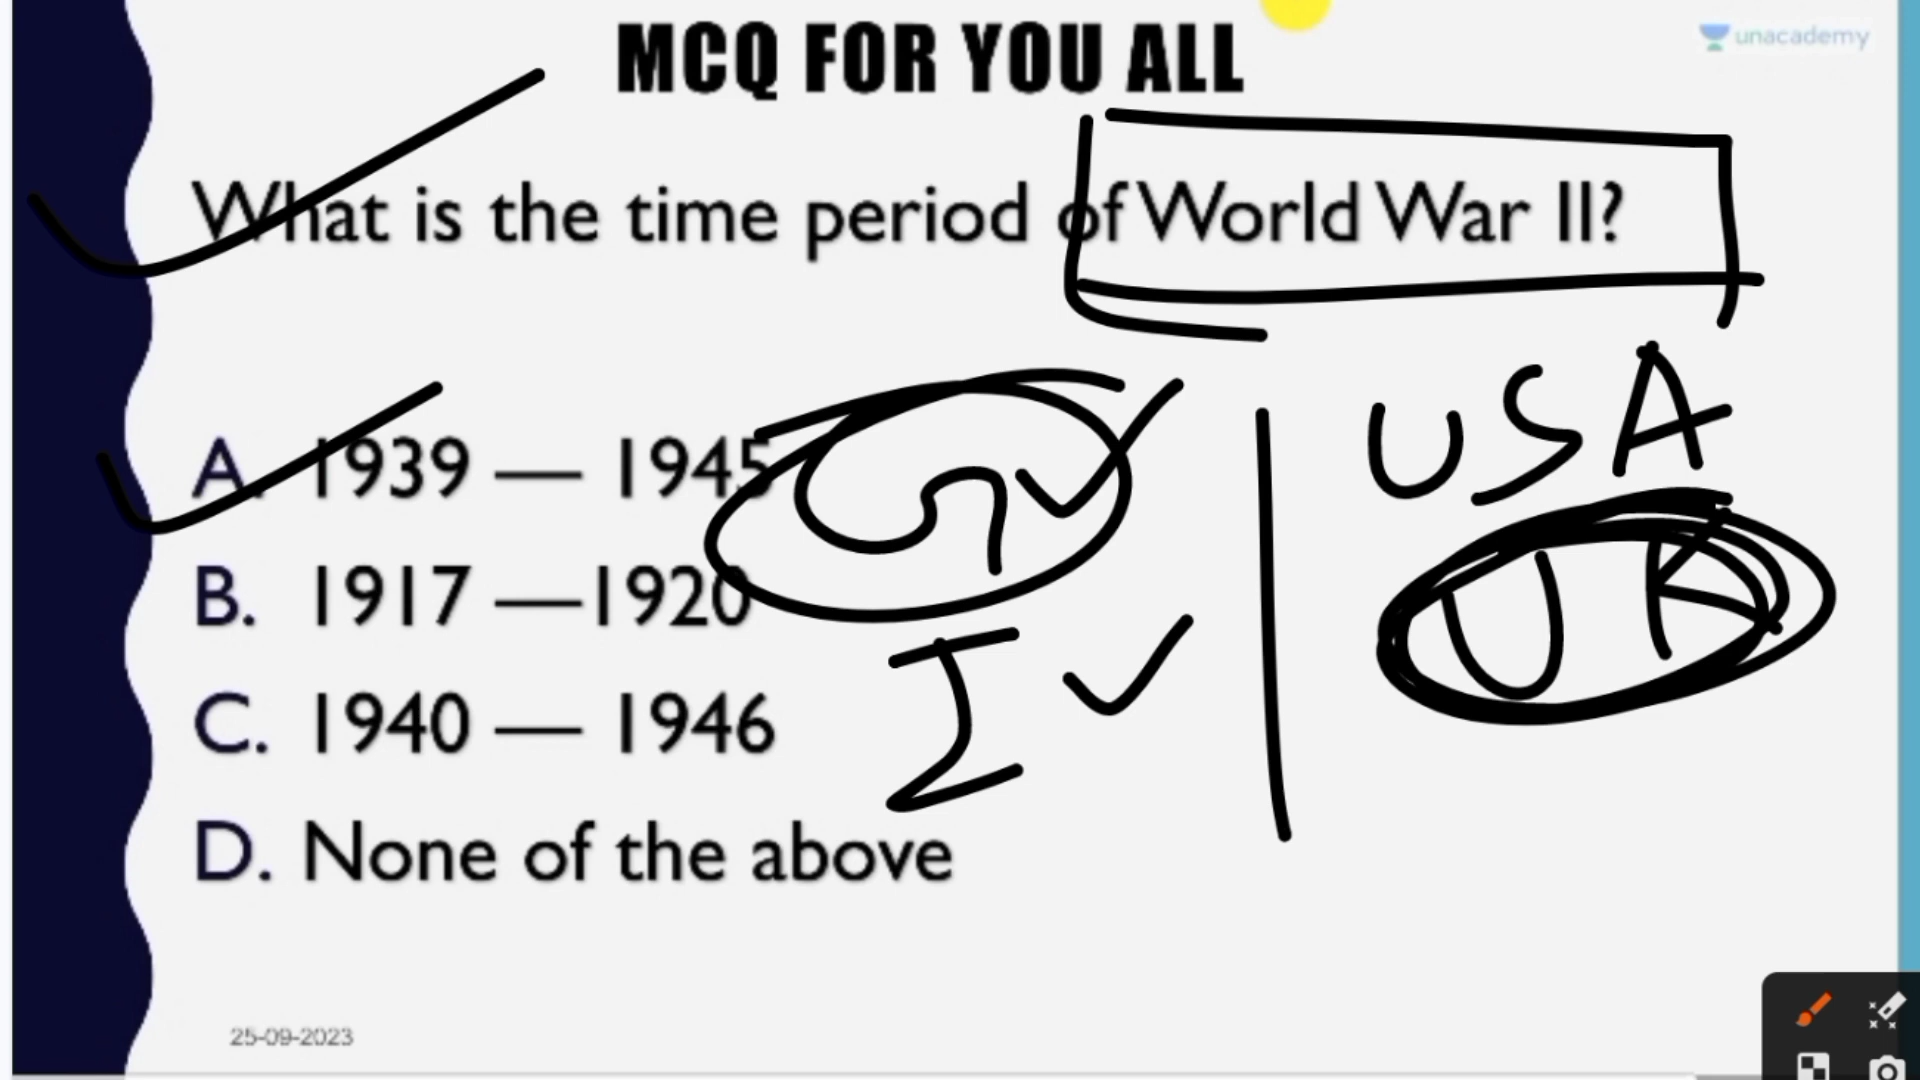 MCQ FOR YOU ALL
unacademy
What is the time period of World War II?
A. 1939 — 1945
B. 1917 —1920
C. 1940 — 1946
D. None of the above
G
I
USA
UK
25-09-2023